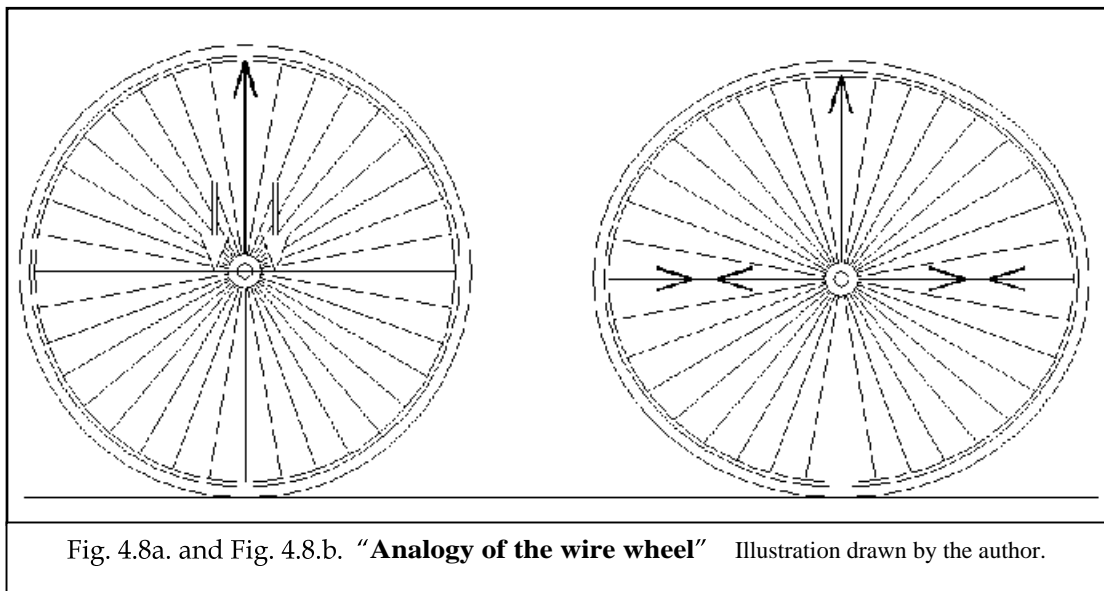 Fig. 4.8a. and Fig. 4.8.b. “Analogy of the wire wheel” Illustration drawn by the author.